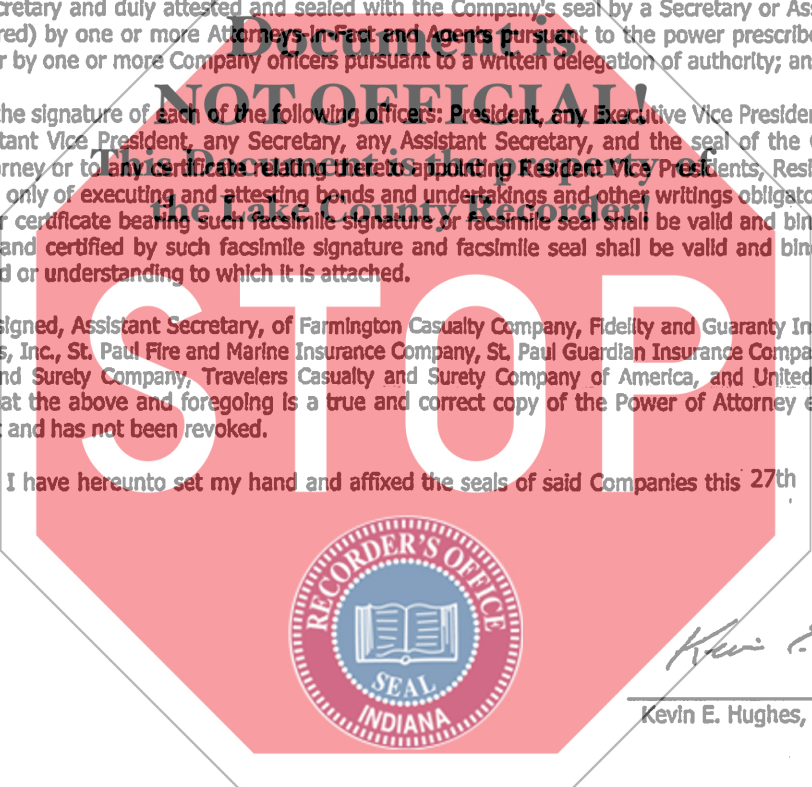 cretary and duly attested and sealed with the Company's seal by a Secretary or As
red) by one or more Attorneys-in-Fact and Agents pursuant to the power prescribe
r by one or more Company officers pursuant to a written delegation of authority; an
Document is
NOT OFFICIAL!
This Document is the property of
the Lake County Recorder!
the signature of each of the following officers: President, any Executive Vice Presider
tant Vice President, any Secretary, any Assistant Secretary, and the seal of the
rney or to any certificate relating thereto appointing Resident Vice Presidents, Resi
only of executing and attesting bonds and undertakings and other writings obligato
r certificate bearing such facsimile signature or facsimile seal shall be valid and bin
and certified by such facsimile signature and facsimile seal shall be valid and bin
d or understanding to which it is attached.
STOP
signed, Assistant Secretary, of Farmington Casualty Company, Fidelity and Guaranty In
s, Inc., St. Paul Fire and Marine Insurance Company, St. Paul Guardian Insurance Compa
nd Surety Company, Travelers Casualty and Surety Company of America, and United
at the above and foregoing is a true and correct copy of the Power of Attorney e
t and has not been revoked.
I have hereunto set my hand and affixed the seals of said Companies this 27th
RECORDER'S OFFICE
SEAL
INDIANA
Kevin E.
Kevin E. Hughes,